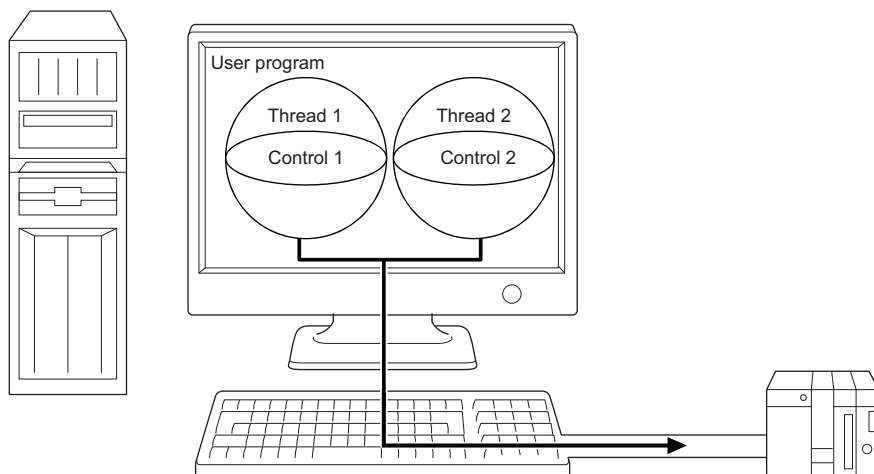 User program
Thread 1
Thread 2
Control 1
Control 2